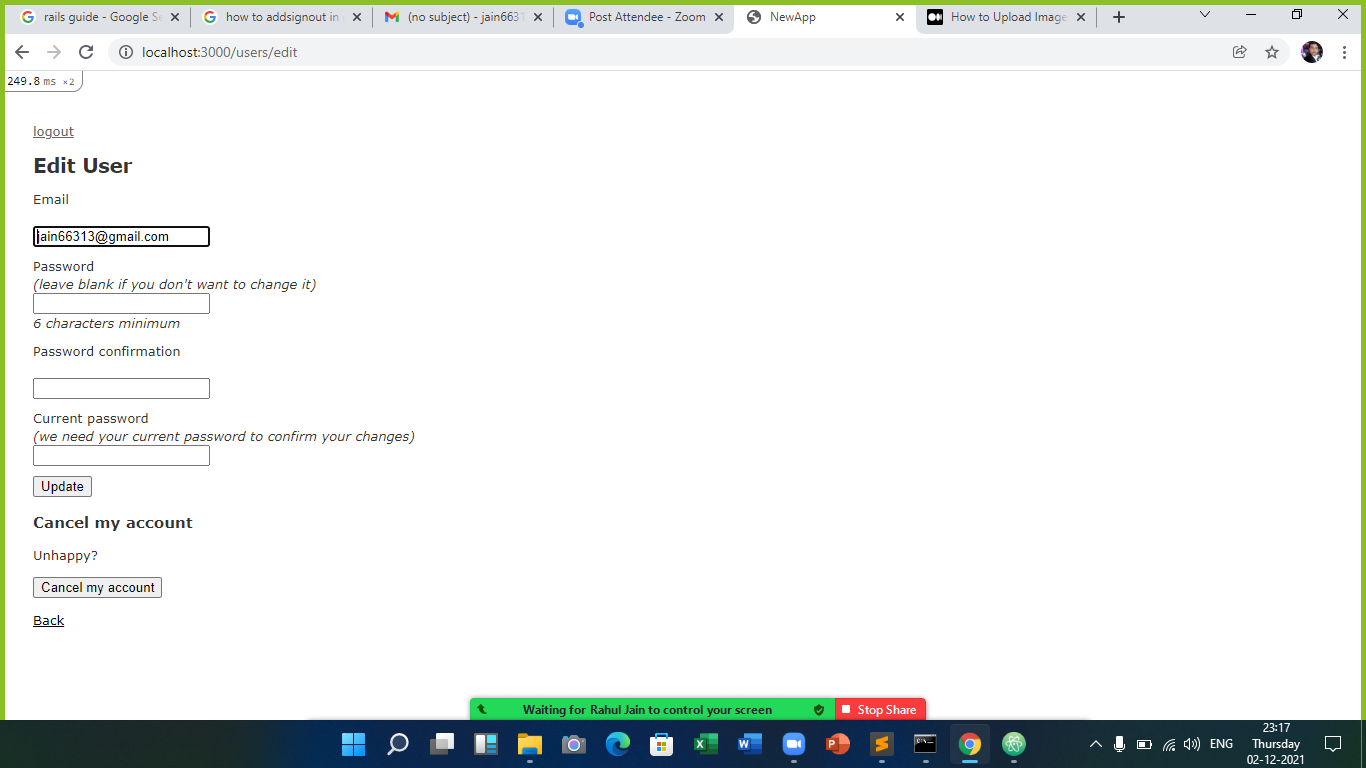 rails guide - Google Se
how to addsignout in
(no subject) - jain6631
Post Attendee - Zoom
NewApp
How to Upload Image
localhost:3000/users/edit
249.8 ms ×2
logout
Edit User
Email
jain66313@gmail.com
Password
(leave blank if you don't want to change it)
6 characters minimum
Password confirmation
Current password
(we need your current password to confirm your changes)
Update
Cancel my account
Unhappy?
Cancel my account
Back
Waiting for Rahul Jain to control your screen
Stop Share
ENG
23:17
Thursday
02-12-2021